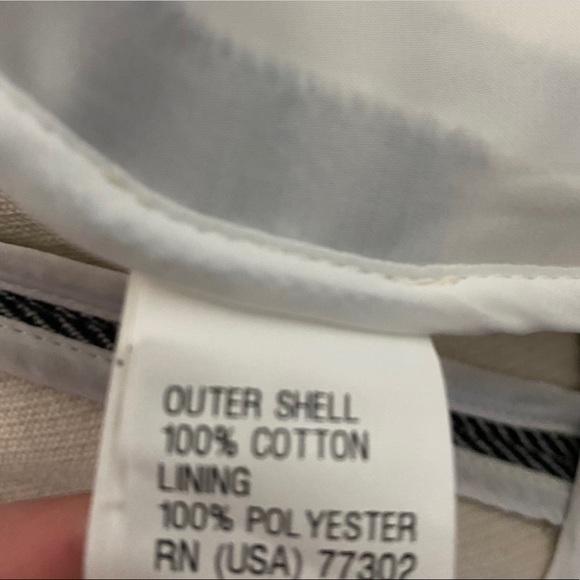 OUTER SHELL
100% COTTON
LINING
100% POLYESTER
RN (USA) 77302